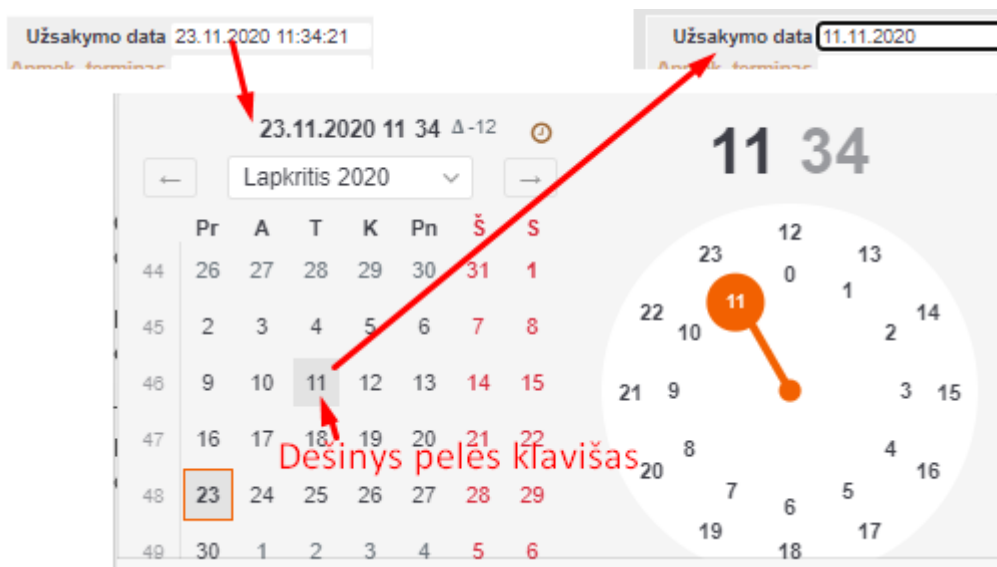 Užsakymo data 23.11.2020 11:34:21
Užsakymo data 11.11.2020
Apmok. terminas
Apmok. terminas
23.11.2020 11 34 Δ -12
11 34
← Lapkritis 2020 →
Pr A T K Pn Š S
44 26 27 28 29 30 31 1
45 2 3 4 5 6 7 8
46 9 10 11 12 13 14 15
47 16 17 18 19 20 21 22
Dešinys pelės klavišas
48 23 24 25 26 27 28 29
49 30 1 2 3 4 5 6
12
23 13
0
11 1
22 14
10 2
21 9 3 15
8 4
20 16
7 5
6
19 17
18